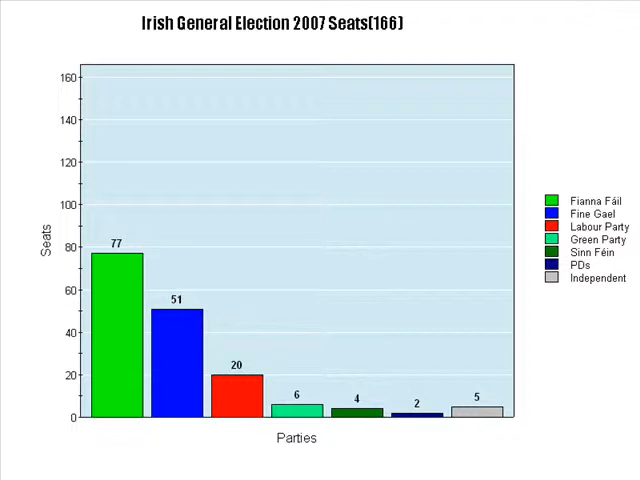 Irish General Election 2007 Seats(166)
160
140
120
100
80
60
40
20
0
Seats
77
51
20
6
4
2
5
Parties
Fianna Fáil
Fine Gael
Labour Party
Green Party
Sinn Féin
PDs
Independent